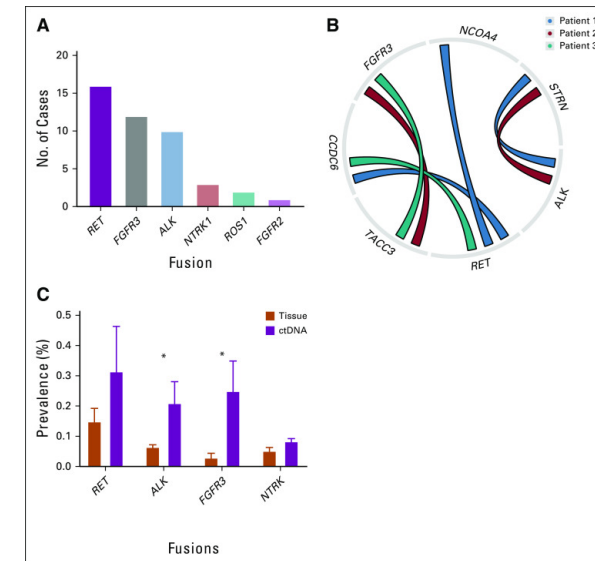 A
No. of Cases
20
15
10
5
0
RET
FGFR3
ALK
NTRK1
ROS1
FGFR2
Fusion
B
Patient 1
Patient 2
Patient 3
NCOA4
FGFR3
STRN
CCDC6
ALK
TACC3
RET
C
Prevalence (%)
0.5
0.4
0.3
0.2
0.1
0.0
Tissue
ctDNA
*
*
RET
ALK
FGFR3
NTRK
Fusions